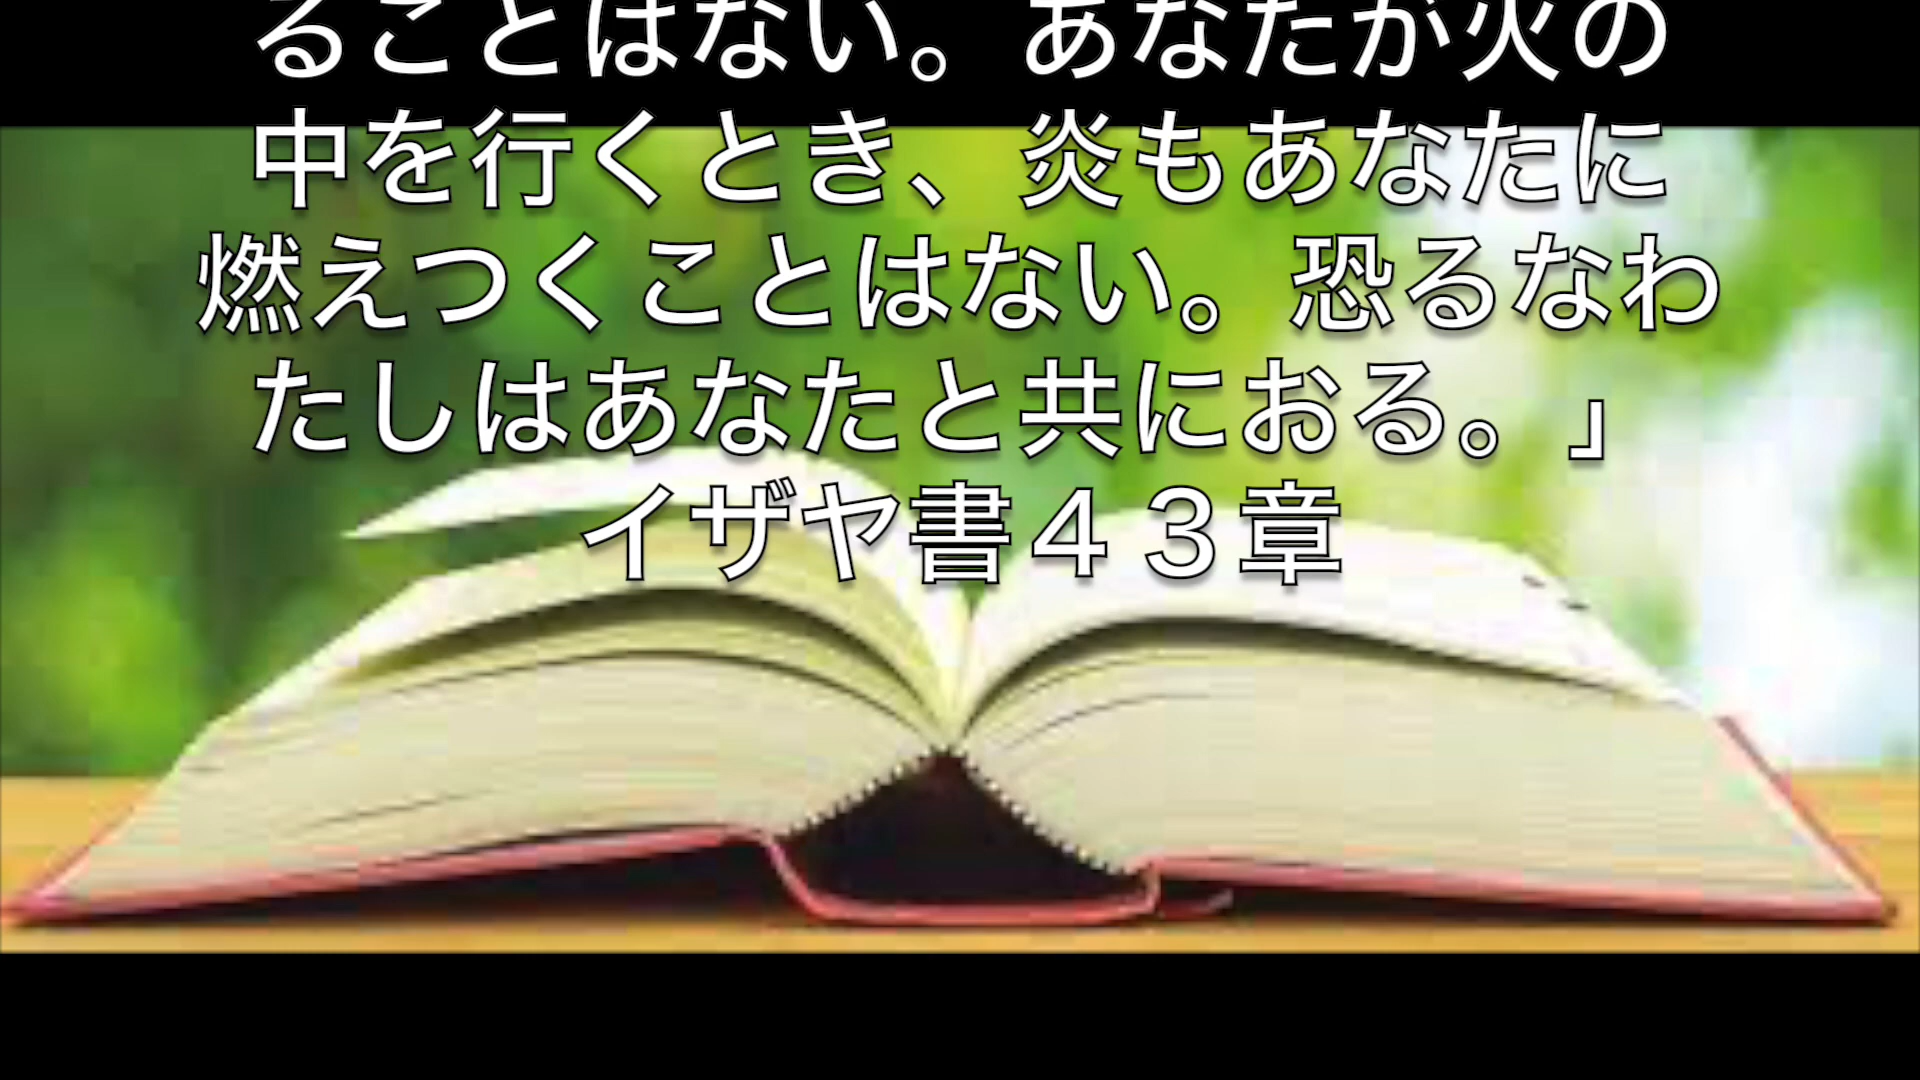 ることはない。あなたが火の
中を行くとき、炎もあなたに
燃えつくことはない。恐るなわ
たしはあなたと共におる。」
イザヤ書４３章